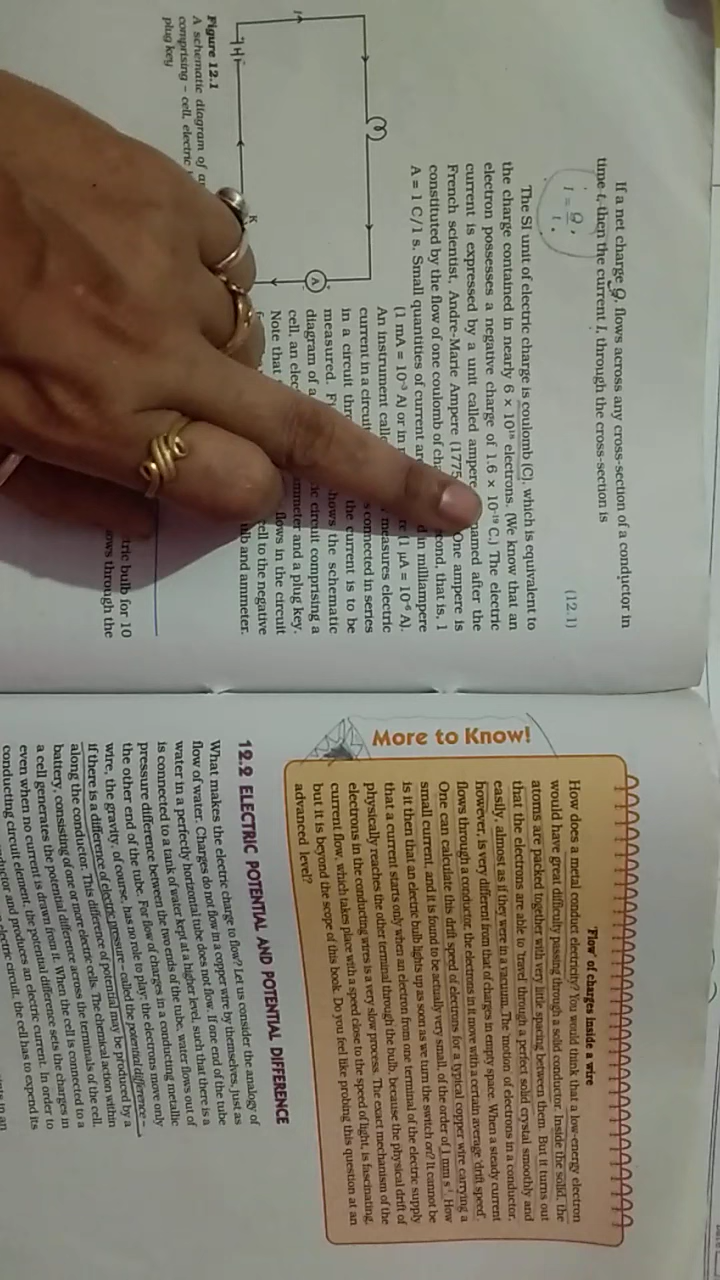 If a net charge Q, flows across any cross-section of a conductor in
time t, then the current I, through the cross-section is
I = Q / t
(12.1)
The SI unit of electric charge is coulomb (C), which is equivalent to
the charge contained in nearly 6 × 10¹⁸ electrons. (We know that an
electron possesses a negative charge of 1.6 × 10⁻¹⁹ C.) The electric
current is expressed by a unit called ampere named after the
French scientist, Andre-Marie Ampere (1775 One ampere is
constituted by the flow of one coulomb of that is, 1
A = 1 C/1 s. Small quantities of current are in milliampere
(1 mA = 10⁻³ A) or in (1 µA = 10⁻⁶ A).
An instrument measures electric
current in a circuit connected in series
in a circuit the current is to be
measured. shows the schematic
diagram of a circuit comprising a
cell, an ammeter and a plug key.
Note that flows in the circuit
cell to the negative
and ammeter.
K
A
Figure 12.1
A schematic diagram of an
comprising – cell, electric
plug key
tric bulb for 10
ows through the
More to Know!
'Flow' of charges inside a wire
How does a metal conduct electricity? You would think that a low-energy electron
would have great difficulty passing through a solid conductor. Inside the solid, the
atoms are packed together with very little spacing between them. But it turns out
that the electrons are able to 'travel' through a perfect solid crystal smoothly and
easily, almost as if they were in a vacuum. The motion of electrons in a conductor,
however, is very different from that of charges in empty space. When a steady current
flows through a conductor, the electrons in it move with a certain average 'drift speed'.
One can calculate this drift speed of electrons for a typical copper wire carrying a
small current, and it is found to be actually very small, of the order of 1 mm s⁻¹. How
is it then that an electric bulb lights up as soon as we turn the switch on? It cannot be
that a current starts only when an electron from one terminal of the electric supply
physically reaches the other terminal through the bulb, because the physical drift of
electrons in the conducting wires is a very slow process. The exact mechanism of the
current flow, which takes place with a speed close to the speed of light, is fascinating,
but it is beyond the scope of this book. Do you feel like probing this question at an
advanced level?
12.2 ELECTRIC POTENTIAL AND POTENTIAL DIFFERENCE
What makes the electric charge to flow? Let us consider the analogy of
flow of water. Charges do not flow in a copper wire by themselves, just as
water in a perfectly horizontal tube does not flow. If one end of the tube
is connected to a tank of water kept at a higher level, such that there is a
pressure difference between the two ends of the tube, water flows out of
the other end of the tube. For flow of charges in a conducting metallic
wire, the gravity, of course, has no role to play; the electrons move only
if there is a difference of electric pressure – called the potential difference –
along the conductor. This difference of potential may be produced by a
battery, consisting of one or more electric cells. The chemical action within
a cell generates the potential difference across the terminals of the cell,
even when no current is drawn from it. When the cell is connected to a
conducting circuit element, the potential difference sets the charges in
and produces an electric current. In order to
electric circuit, the cell has to expend its